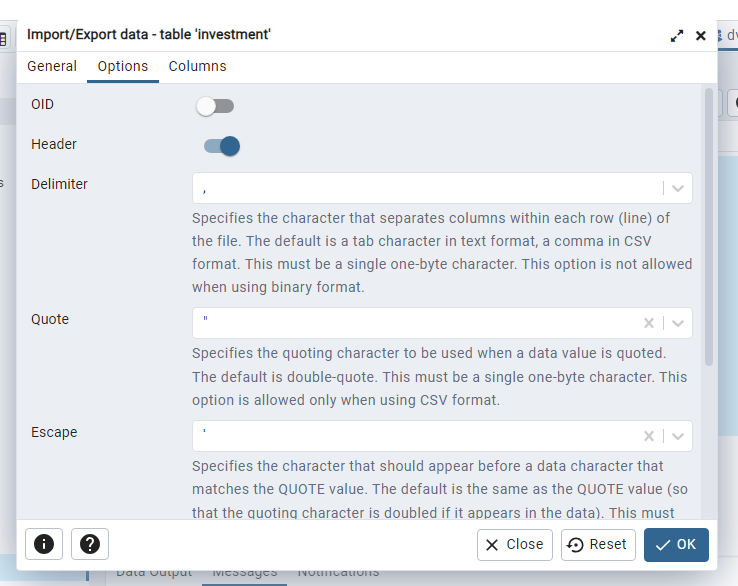 Import/Export data - table 'investment'
General Options Columns
OID
Header
Delimiter
,
Specifies the character that separates columns within each row (line) of
the file. The default is a tab character in text format, a comma in CSV
format. This must be a single one-byte character. This option is not allowed
when using binary format.
Quote
"
Specifies the quoting character to be used when a data value is quoted.
The default is double-quote. This must be a single one-byte character. This
option is allowed only when using CSV format.
Escape
'
Specifies the character that should appear before a data character that
matches the QUOTE value. The default is the same as the QUOTE value (so
that the quoting character is doubled if it appears in the data). This must
Close Reset OK
Data Output Messages Notifications